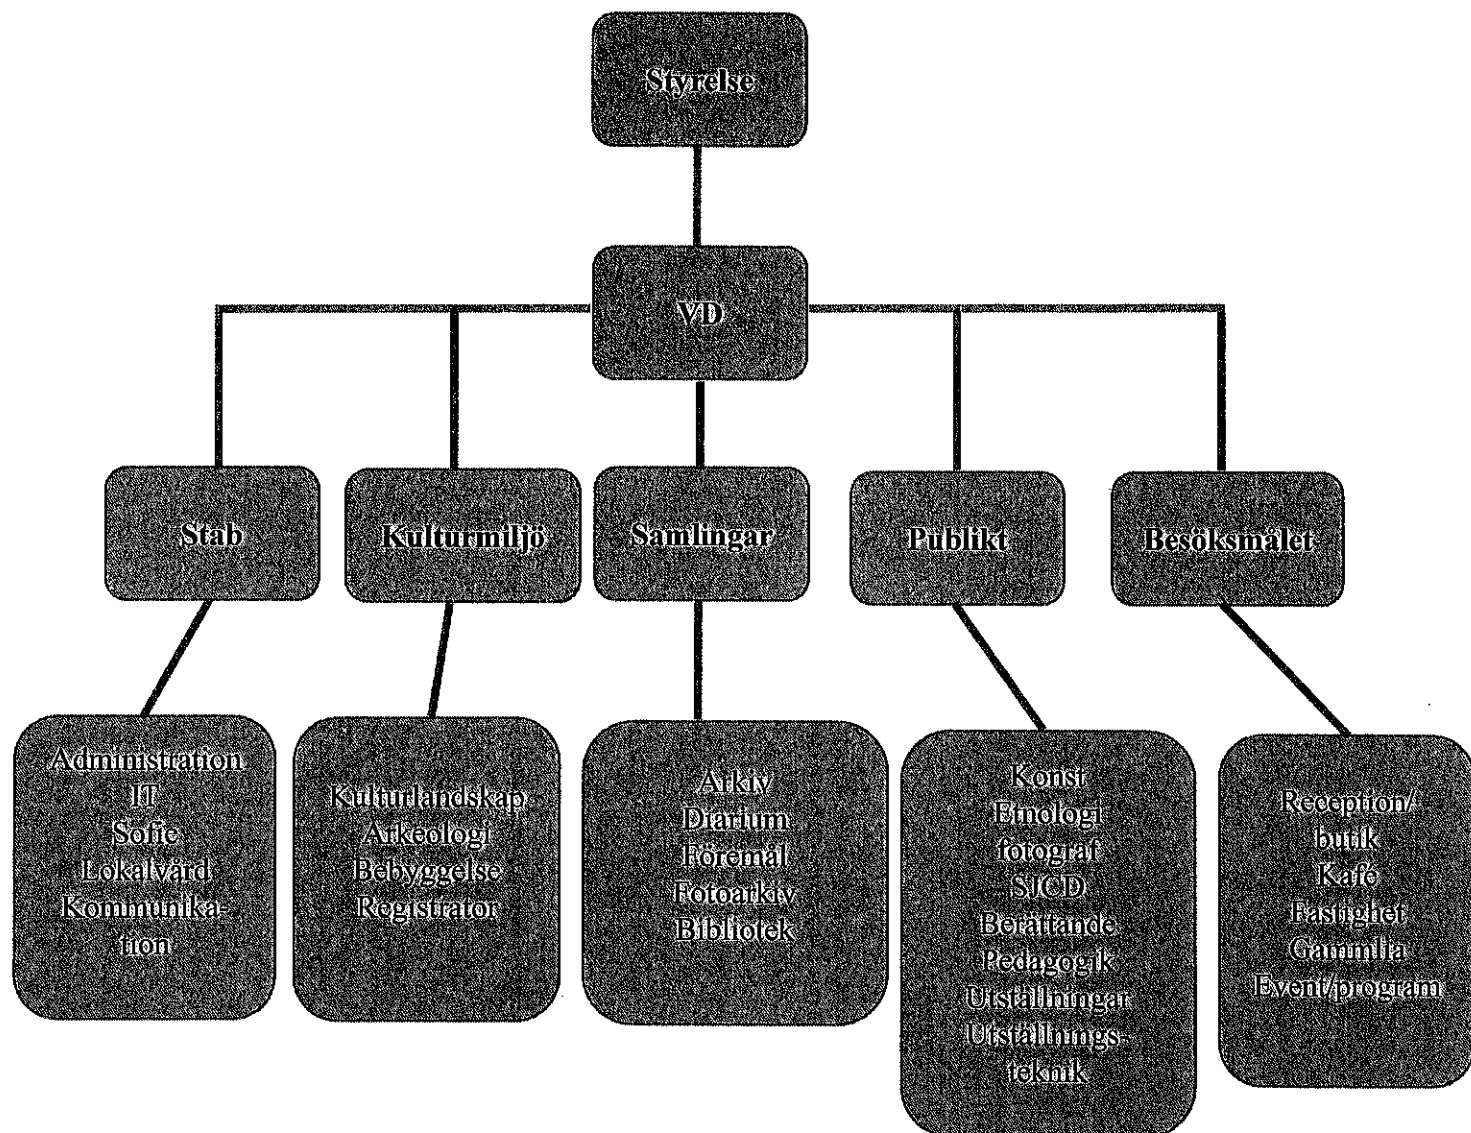 Styrelse
VD
Stab
Kulturmiljö
Samlingar
Publikt
Besöksmålet
Administration
IT
Sofie
Lokalvård
Kommunika-
tion
Kulturlandskap
Arkeologi
Bebyggelse
Registrator
Arkiv
Diarium
Föremål
Fotoarkiv
Bibliotek
Konst
Etnologi
fotograf
SJCD
Berättande
Pedagogik
Utställningar
Utställnings-
teknik
Reception/
butik
Kafé
Fastighet
Gammlia
Event/program